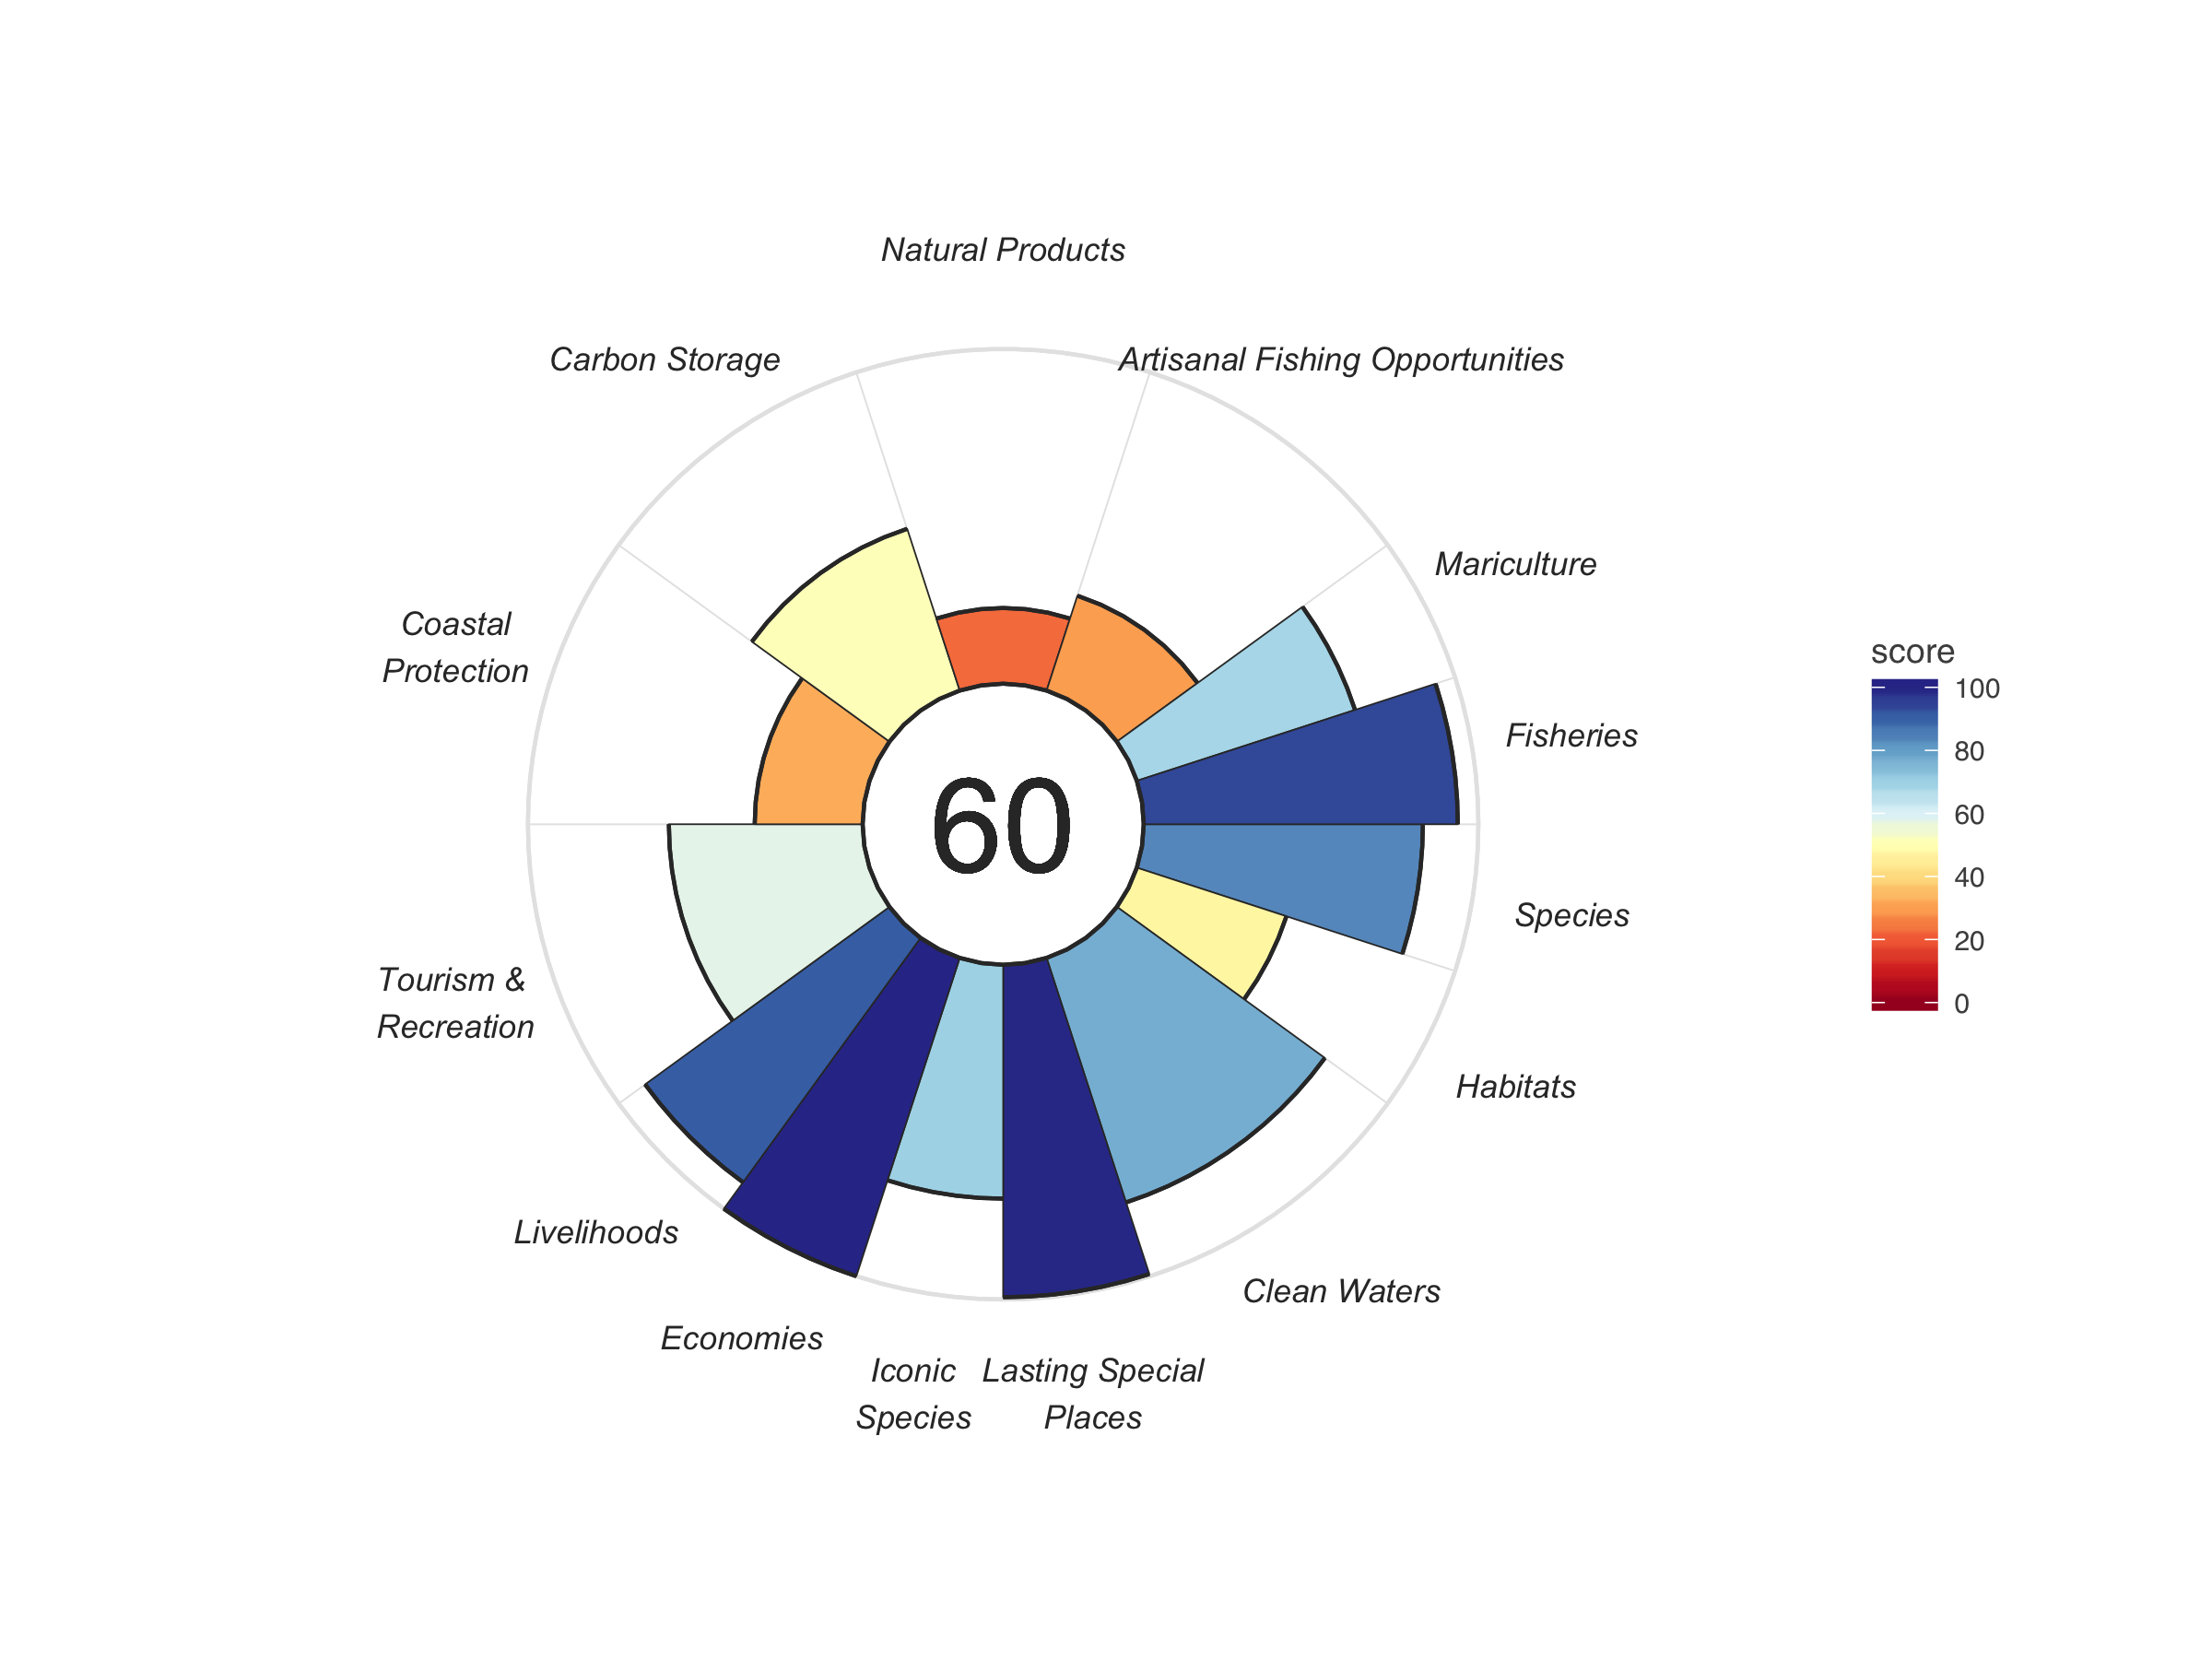 Natural Products
Carbon Storage
Artisanal Fishing Opportunities
Mariculture
Coastal
Protection
Fisheries
score
100
80
60
40
20
0
60
Species
Tourism &
Recreation
Habitats
Livelihoods
Clean Waters
Economies
Iconic
Species
Lasting Special
Places